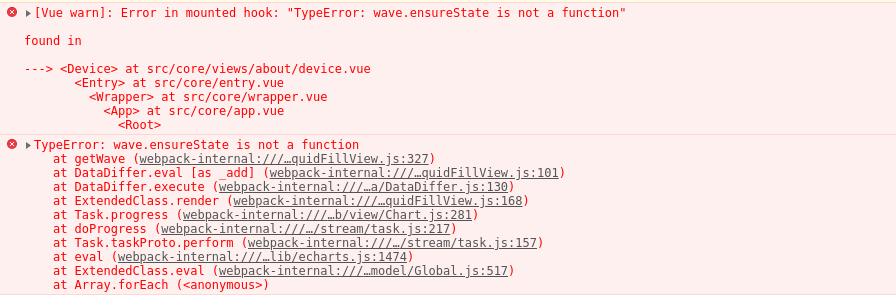 [Vue warn]: Error in mounted hook: "TypeError: wave.ensureState is not a function"
found in
---> <Device> at src/core/views/about/device.vue
<Entry> at src/core/entry.vue
<Wrapper> at src/core/wrapper.vue
<App> at src/core/app.vue
<Root>
TypeError: wave.ensureState is not a function
at getWave (webpack-internal:///…quidFillView.js:327)
at DataDiffer.eval [as _add] (webpack-internal:///…quidFillView.js:101)
at DataDiffer.execute (webpack-internal:///…a/DataDiffer.js:130)
at ExtendedClass.render (webpack-internal:///…quidFillView.js:168)
at Task.progress (webpack-internal:///…b/view/Chart.js:281)
at doProgress (webpack-internal:///…/stream/task.js:217)
at Task.taskProto.perform (webpack-internal:///…/stream/task.js:157)
at eval (webpack-internal:///…lib/echarts.js:1474)
at ExtendedClass.eval (webpack-internal:///…model/Global.js:517)
at Array.forEach (<anonymous>)